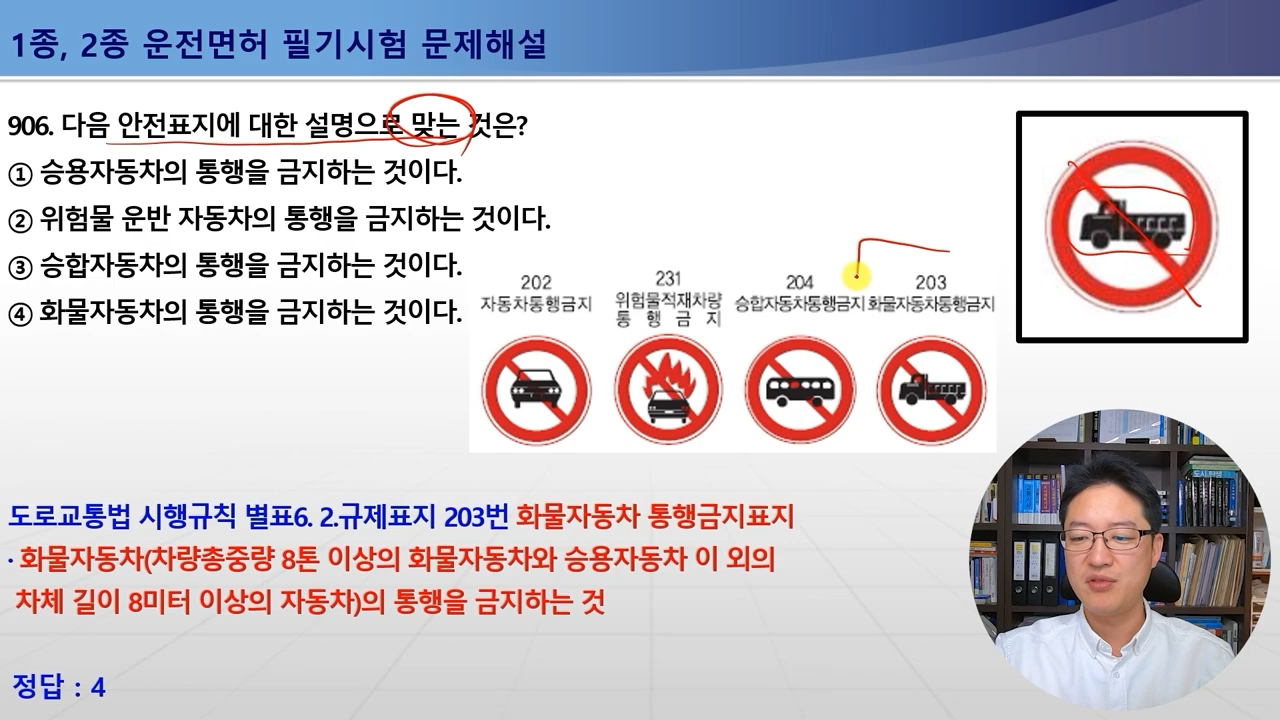 1종, 2종 운전면허 필기시험 문제해설
906. 다음 안전표지에 대한 설명으로 맞는 것은?
① 승용자동차의 통행을 금지하는 것이다.
② 위험물 운반 자동차의 통행을 금지하는 것이다.
③ 승합자동차의 통행을 금지하는 것이다.
④ 화물자동차의 통행을 금지하는 것이다.
202
자동차통행금지
231
위험물적재차량
통 행 금 지
204
승합자동차통행금지
203
화물자동차통행금지
도로교통법 시행규칙 별표6. 2.규제표지 203번 화물자동차 통행금지표지
· 화물자동차(차량총중량 8톤 이상의 화물자동차와 승용자동차 이 외의
차체 길이 8미터 이상의 자동차)의 통행을 금지하는 것
정답 : 4